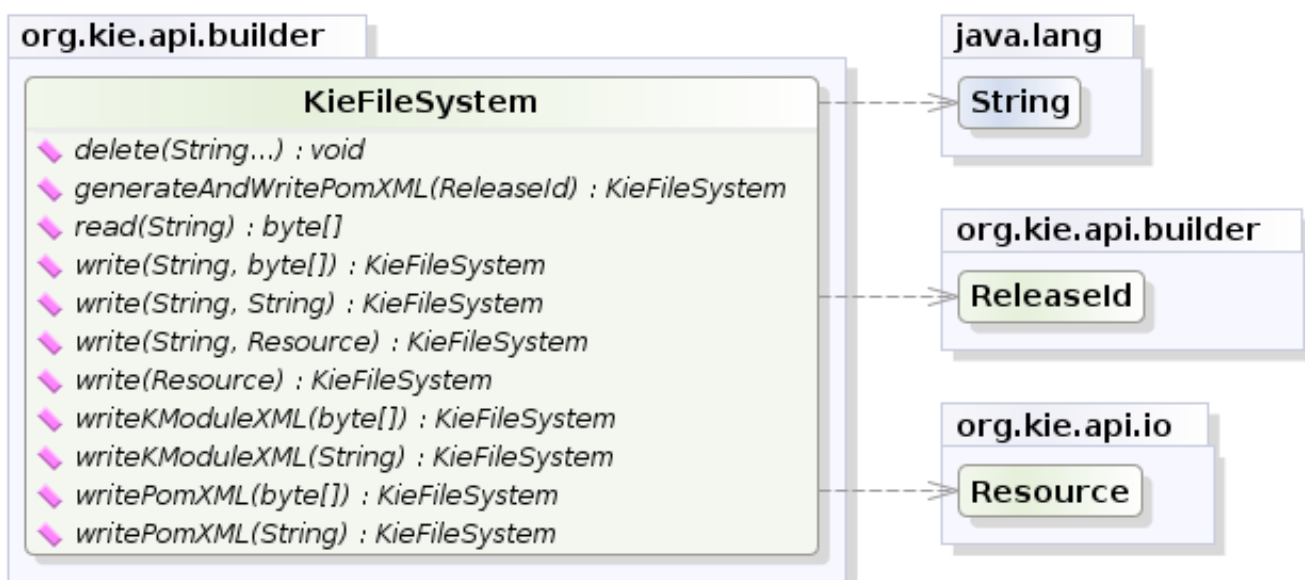 org.kie.api.builder
KieFileSystem
delete(String...) : void
generateAndWritePomXML(ReleaseId) : KieFileSystem
read(String) : byte[]
write(String, byte[]) : KieFileSystem
write(String, String) : KieFileSystem
write(String, Resource) : KieFileSystem
write(Resource) : KieFileSystem
writeKModuleXML(byte[]) : KieFileSystem
writeKModuleXML(String) : KieFileSystem
writePomXML(byte[]) : KieFileSystem
writePomXML(String) : KieFileSystem
java.lang
String
org.kie.api.builder
ReleaseId
org.kie.api.io
Resource